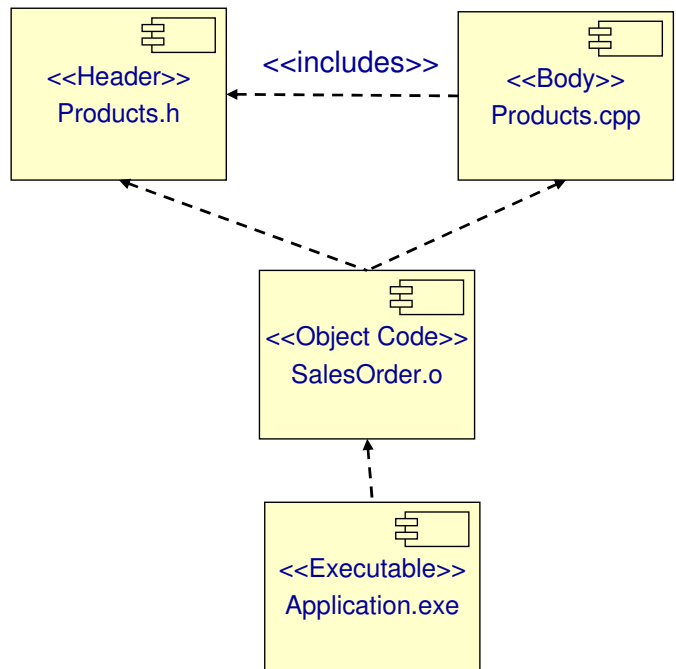 <<Header>>
Products.h
<<includes>>
<<Body>>
Products.cpp
<<Object Code>>
SalesOrder.o
<<Executable>>
Application.exe